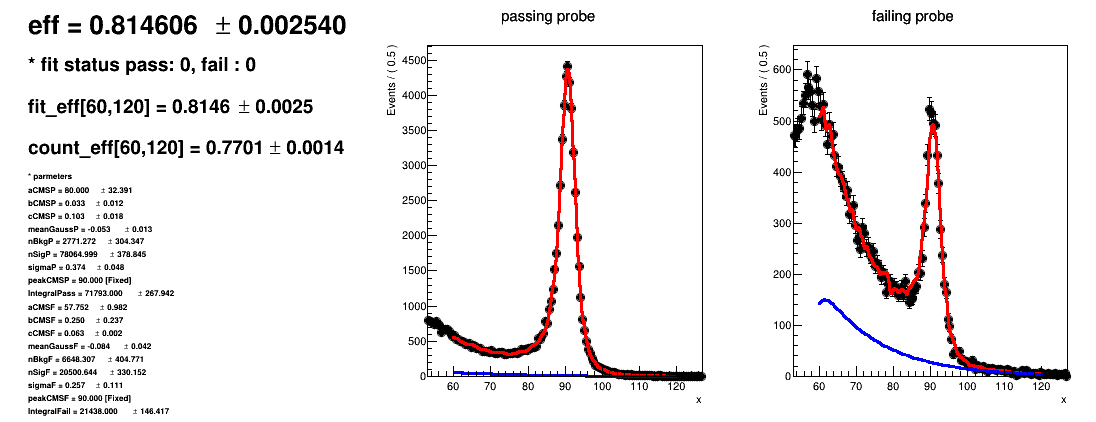 eff = 0.814606 ± 0.002540
* fit status pass: 0, fail : 0
fit_eff[60,120] = 0.8146 ± 0.0025
count_eff[60,120] = 0.7701 ± 0.0014
* parmeters
aCMSP = 80.000 ± 32.391
bCMSP = 0.033 ± 0.012
cCMSP = 0.103 ± 0.018
meanGaussP = -0.053 ± 0.013
nBkgP = 2771.272 ± 304.347
nSigP = 78064.999 ± 378.845
sigmaP = 0.374 ± 0.048
peakCMSP = 90.000 [Fixed]
IntegralPass = 71793.000 ± 267.942
aCMSF = 57.752 ± 0.982
bCMSF = 0.250 ± 0.237
cCMSF = 0.063 ± 0.002
meanGaussF = -0.084 ± 0.042
nBkgF = 6648.307 ± 404.771
nSigF = 20500.644 ± 330.152
sigmaF = 0.257 ± 0.111
peakCMSF = 90.000 [Fixed]
IntegralFail = 21438.000 ± 146.417
passing probe
Events / ( 0.5 )
4500
4000
3500
3000
2500
2000
1500
1000
500
0
60 70 80 90 100 110 120
x
failing probe
Events / ( 0.5 )
600
500
400
300
200
100
0
60 70 80 90 100 110 120
x